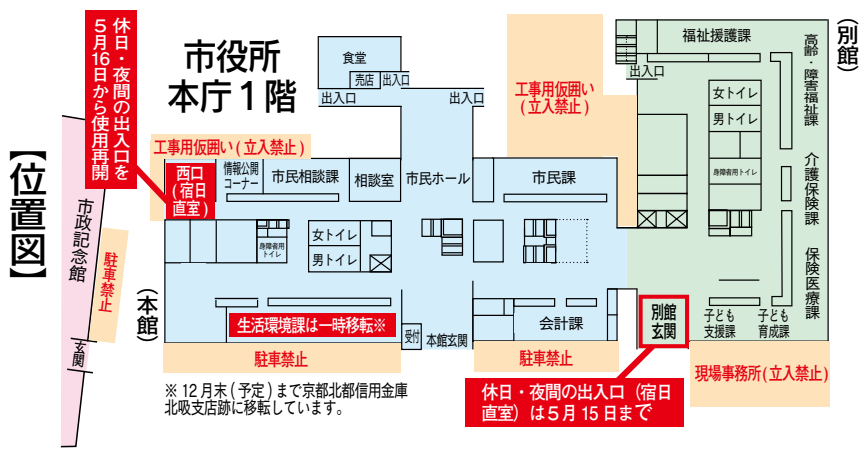 【位置図】
市役所
本庁1階
休日・夜間の出入口を
5月16日から使用再開
工事用仮囲い(立入禁止)
西口
(宿日
直室)
情報公開
コーナー
市民相談課
相談室
市民ホール
市民課
食堂
売店
出入口
出入口
出入口
工事用仮囲い
(立入禁止)
(別館)
福祉援護課
出入口
高齢・障害福祉課
女トイレ
男トイレ
身障者用トイレ
介護保険課
保険医療課
市政記念館
駐車禁止
玄関
(本館)
身障者用
トイレ
女トイレ
男トイレ
生活環境課は一時移転※
受付
本館玄関
会計課
別館
玄関
子ども
支援課
子ども
育成課
駐車禁止
駐車禁止
現場事務所(立入禁止)
※12月末(予定)まで京都北都信用金庫
北吸支店跡に移転しています。
休日・夜間の出入口(宿日
直室)は5月15日まで